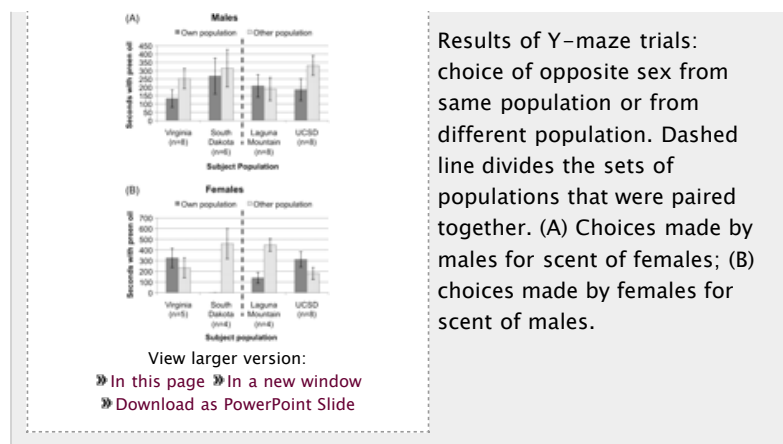 (A) Males
Own population Other population
Seconds with preen oil
450
400
350
300
250
200
150
100
50
0
Virginia (n=8)
South Dakota (n=6)
Laguna Mountain (n=8)
UCSD (n=8)
Subject Population
(B) Females
Own population Other population
Seconds with preen oil
700
600
500
400
300
200
100
0
Virginia (n=5)
South Dakota (n=4)
Laguna Mountain (n=4)
UCSD (n=8)
Subject population
View larger version:
In this page In a new window
Download as PowerPoint Slide
Results of Y-maze trials:
choice of opposite sex from
same population or from
different population. Dashed
line divides the sets of
populations that were paired
together. (A) Choices made by
males for scent of females; (B)
choices made by females for
scent of males.